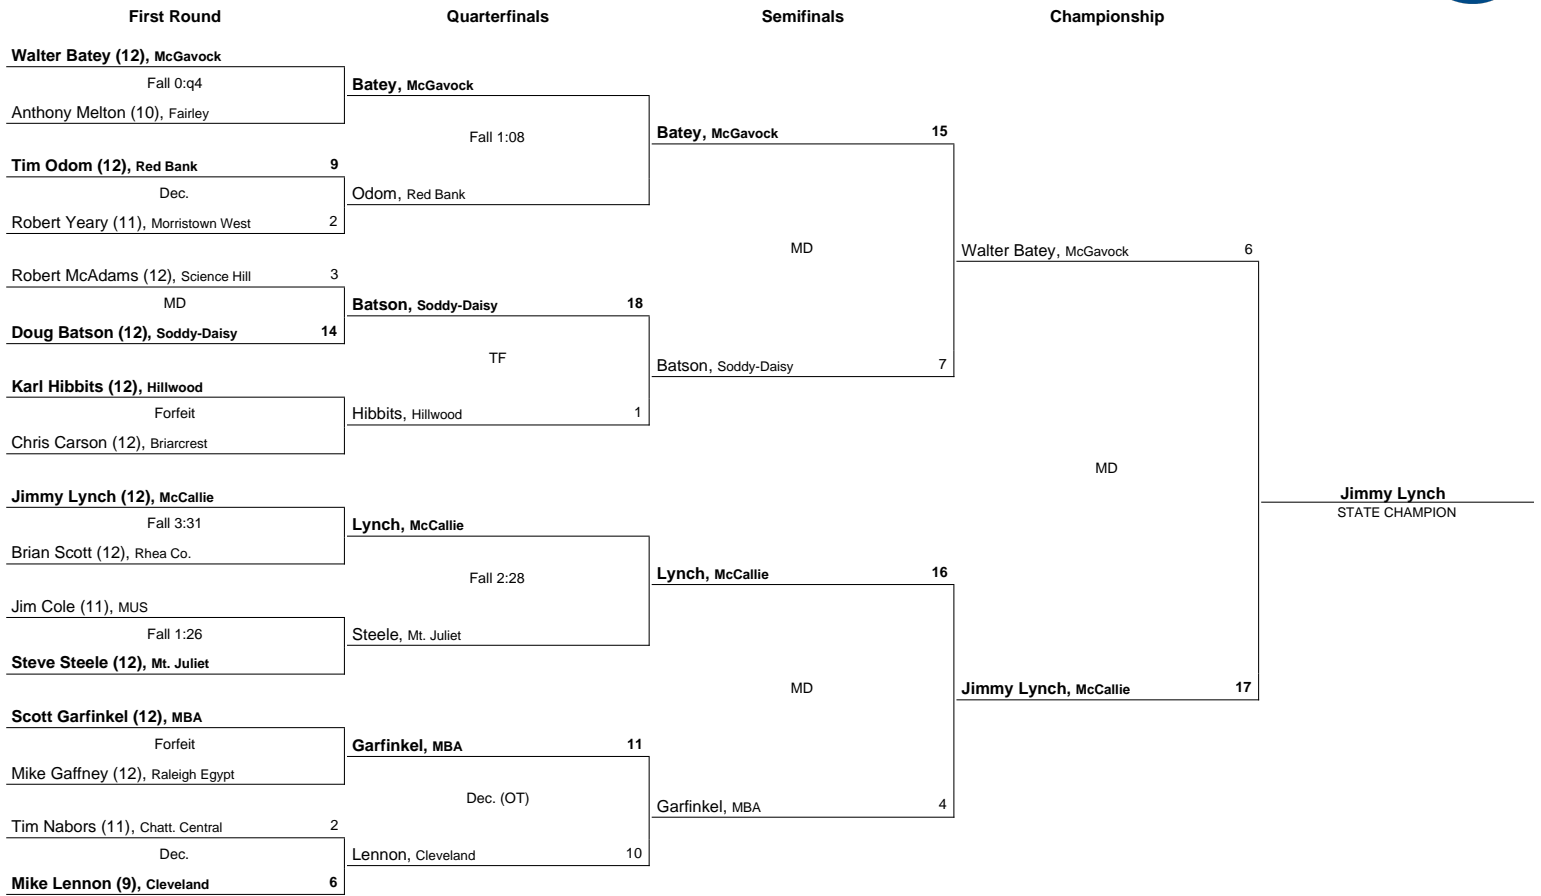 First Round Quarterfinals Semifinals Championship
Walter Batey (12), McGavock
Fall 0:q4
Anthony Melton (10), Fairley
Tim Odom (12), Red Bank 9
Dec.
Robert Yeary (11), Morristown West 2
Robert McAdams (12), Science Hill 3
MD
Doug Batson (12), Soddy-Daisy 14
Karl Hibbits (12), Hillwood
Forfeit
Chris Carson (12), Briarcrest
Jimmy Lynch (12), McCallie
Fall 3:31
Brian Scott (12), Rhea Co.
Jim Cole (11), MUS
Fall 1:26
Steve Steele (12), Mt. Juliet
Scott Garfinkel (12), MBA
Forfeit
Mike Gaffney (12), Raleigh Egypt
Tim Nabors (11), Chatt. Central 2
Dec.
Mike Lennon (9), Cleveland 6
Batey, McGavock
Fall 1:08
Odom, Red Bank
Batson, Soddy-Daisy 18
TF
Hibbits, Hillwood 1
Lynch, McCallie
Fall 2:28
Steele, Mt. Juliet
Garfinkel, MBA 11
Dec. (OT)
Lennon, Cleveland 10
Batey, McGavock 15
MD
Batson, Soddy-Daisy 7
Lynch, McCallie 16
MD
Garfinkel, MBA 4
Walter Batey, McGavock 6
MD
Jimmy Lynch, McCallie 17
Jimmy Lynch
STATE CHAMPION